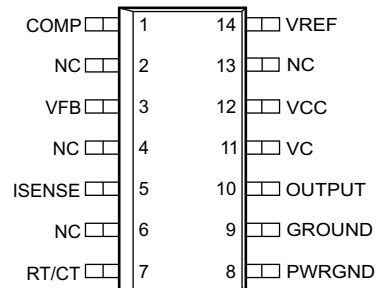 COMP 1 14 VREF
NC 2 13 NC
VFB 3 12 VCC
NC 4 11 VC
ISENSE 5 10 OUTPUT
NC 6 9 GROUND
RT/CT 7 8 PWRGND